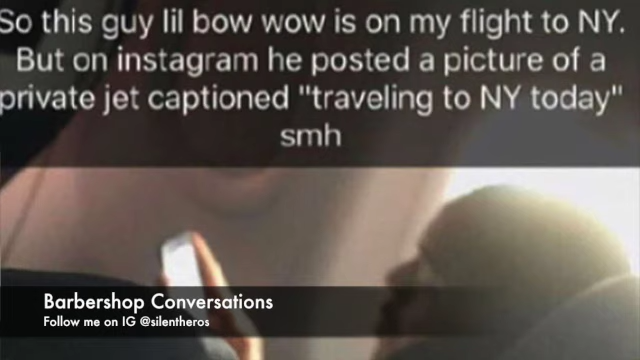 So this guy lil bow wow is on my flight to NY.
But on instagram he posted a picture of a
private jet captioned "traveling to NY today"
smh
Barbershop Conversations
Follow me on IG @silentheros